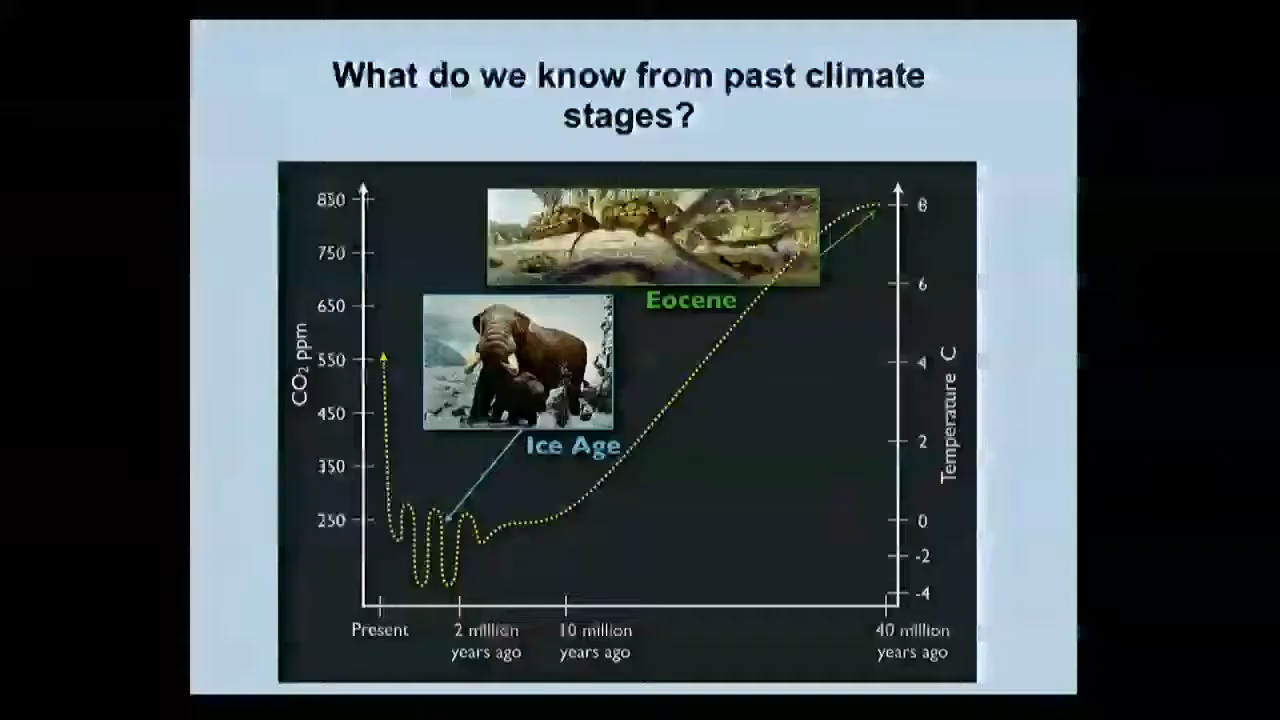 What do we know from past climate
stages?
850
750
650
550
450
350
250
CO₂ ppm
Eocene
Ice Age
8
6
4
2
0
-2
-4
Temperature C
Present
2 million
years ago
10 million
years ago
40 million
years ago